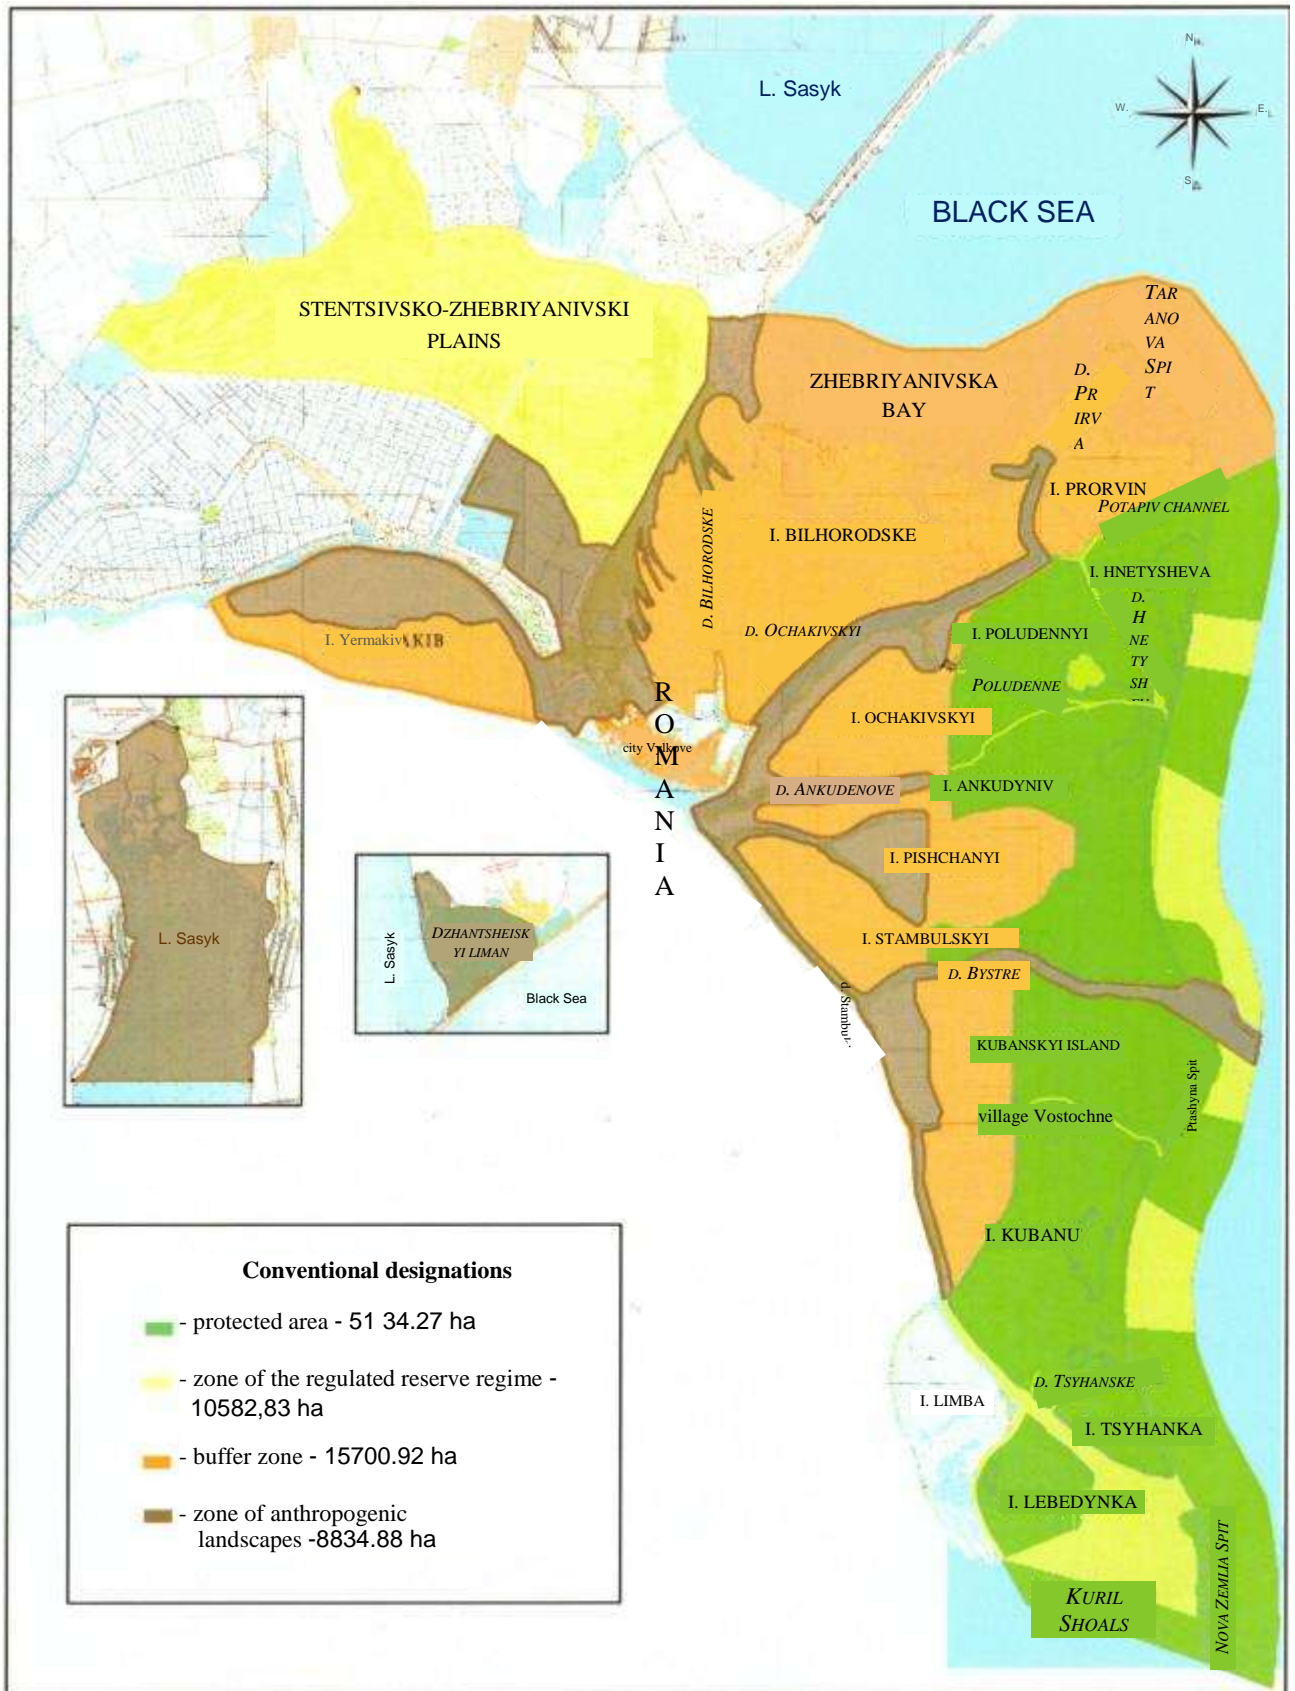 L. Sasyk
N
W.
E.
S
BLACK SEA
STENTSIVSKO-ZHEBRIYANIVSKI
PLAINS
TAR
ANO
VA
SPI
T
ZHEBRIYANIVSKA
BAY
D.
PR
IRV
A
I. PRORVIN
POTAPIV CHANNEL
I. BILHORODSKE
D. BILHORODSKE
I. HNETYSHEVA
D.
H
NE
TY
SH
D. OCHAKIVSKYI
I. POLUDENNYI
I. Yermakiv
POLUDENNE
I. OCHAKIVSKYI
ROMANIA
city Vylkove
D. ANKUDENOVE
I. ANKUDYNIV
I. PISHCHANYI
I. STAMBULSKYI
D. BYSTRE
d. Stambul
L. Sasyk
DZHANTSHEISK
YI LIMAN
L. Sasyk
Black Sea
KUBANSKYI ISLAND
Ptashyna Spit
village Vostochne
I. KUBANU
Conventional designations
- protected area - 51 34.27 ha
- zone of the regulated reserve regime -
10582,83 ha
- buffer zone - 15700.92 ha
- zone of anthropogenic
landscapes -8834.88 ha
D. TSYHANSKE
I. LIMBA
I. TSYHANKA
I. LEBEDYNKA
KURIL
SHOALS
NOVA ZEMLIA SPIT